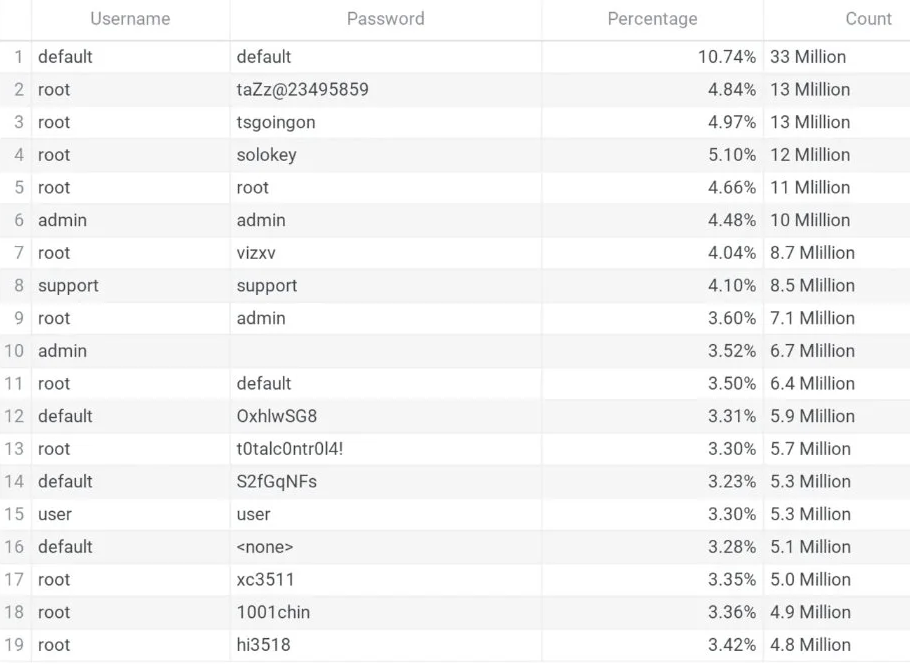 Username Password Percentage Count
1 default default 10.74% 33 Million
2 root taZz@23495859 4.84% 13 Mlillion
3 root tsgoingon 4.97% 13 Mlillion
4 root solokey 5.10% 12 Mlillion
5 root root 4.66% 11 Mlillion
6 admin admin 4.48% 10 Mlillion
7 root vizxv 4.04% 8.7 Mlillion
8 support support 4.10% 8.5 Mlillion
9 root admin 3.60% 7.1 Mlillion
10 admin 3.52% 6.7 Mlillion
11 root default 3.50% 6.4 Mlillion
12 default OxhlwSG8 3.31% 5.9 Mlillion
13 root t0talc0ntr0l4! 3.30% 5.7 Mlillion
14 default S2fGqNFs 3.23% 5.3 Mlillion
15 user user 3.30% 5.3 Mlillion
16 default <none> 3.28% 5.1 Mlillion
17 root xc3511 3.35% 5.0 Mlillion
18 root 1001chin 3.36% 4.9 Mlillion
19 root hi3518 3.42% 4.8 Mlillion